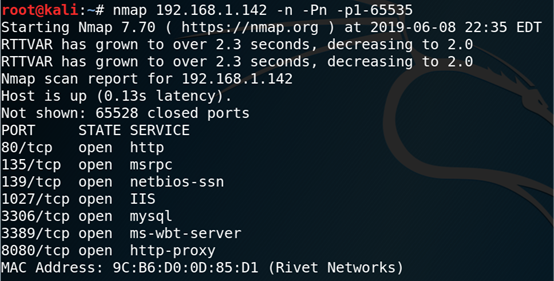 root@kali:~# nmap 192.168.1.142 -n -Pn -p1-65535
Starting Nmap 7.70 ( https://nmap.org ) at 2019-06-08 22:35 EDT
RTTVAR has grown to over 2.3 seconds, decreasing to 2.0
RTTVAR has grown to over 2.3 seconds, decreasing to 2.0
Nmap scan report for 192.168.1.142
Host is up (0.13s latency).
Not shown: 65528 closed ports
PORT     STATE SERVICE
80/tcp   open  http
135/tcp  open  msrpc
139/tcp  open  netbios-ssn
1027/tcp open  IIS
3306/tcp open  mysql
3389/tcp open  ms-wbt-server
8080/tcp open  http-proxy
MAC Address: 9C:B6:D0:0D:85:D1 (Rivet Networks)